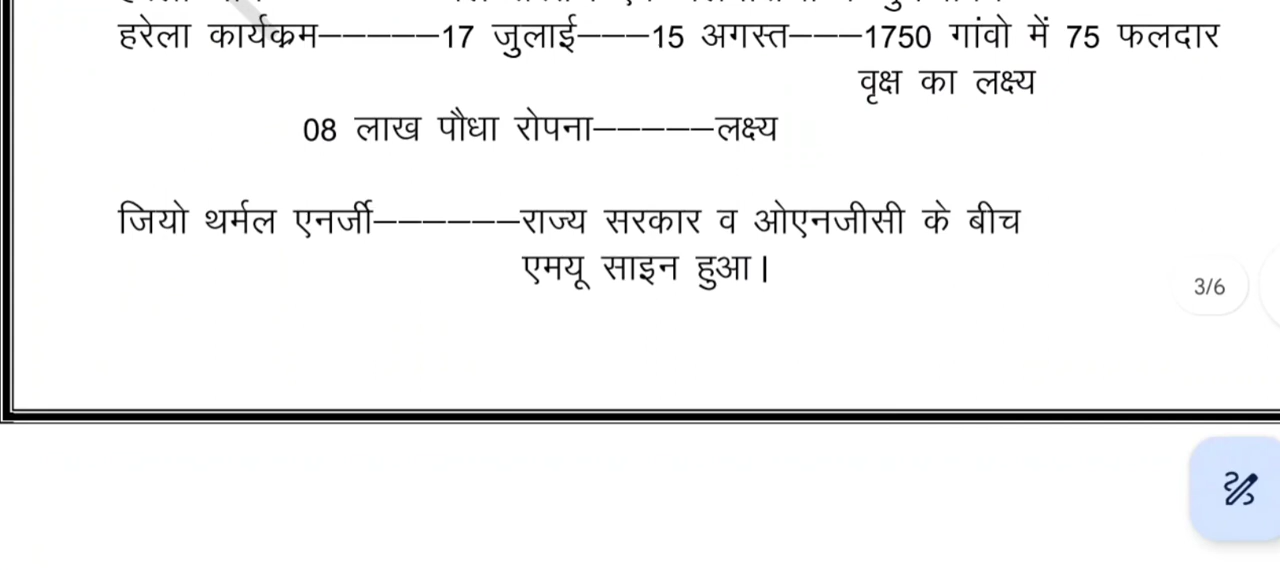 हरेला कार्यक्रम−−−−−17 जुलाई−−−15 अगस्त−−−1750 गांवो में 75 फलदार
वृक्ष का लक्ष्य
08 लाख पौधा रोपना−−−−−लक्ष्य
जियो थर्मल एनर्जी−−−−−−राज्य सरकार व ओएनजीसी के बीच
एमयू साइन हुआ।
3/6